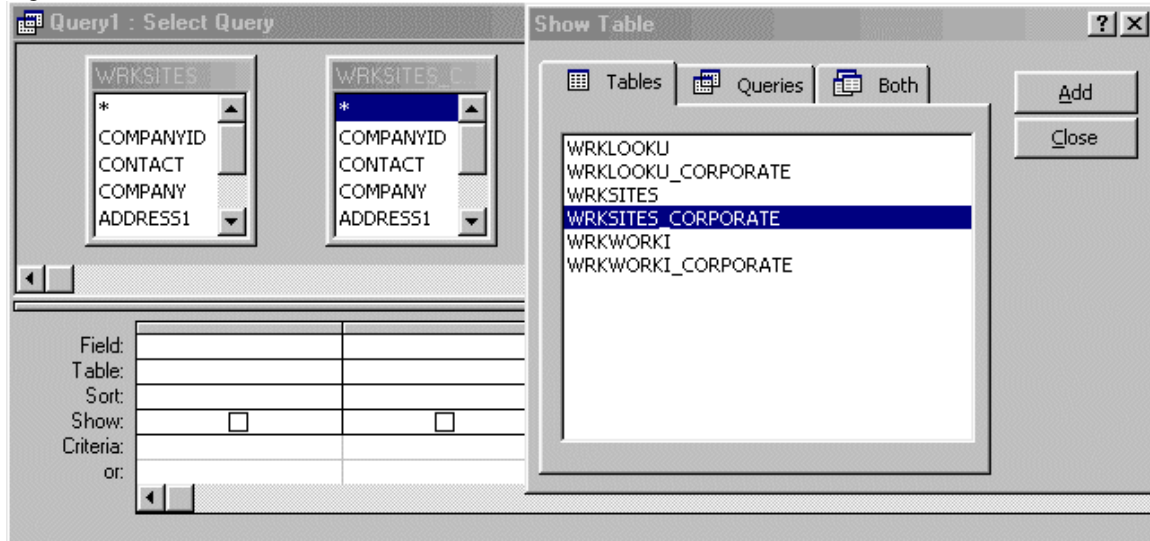 Query1 : Select Query
WRKSITES
*
COMPANYID
CONTACT
COMPANY
ADDRESS1
WRKSITES_C
*
COMPANYID
CONTACT
COMPANY
ADDRESS1
Field:
Table:
Sort:
Show:
Criteria:
or:
Show Table
Tables
Queries
Both
WRKLOOKU
WRKLOOKU_CORPORATE
WRKSITES
WRKSITES_CORPORATE
WRKWORKI
WRKWORKI_CORPORATE
Add
Close